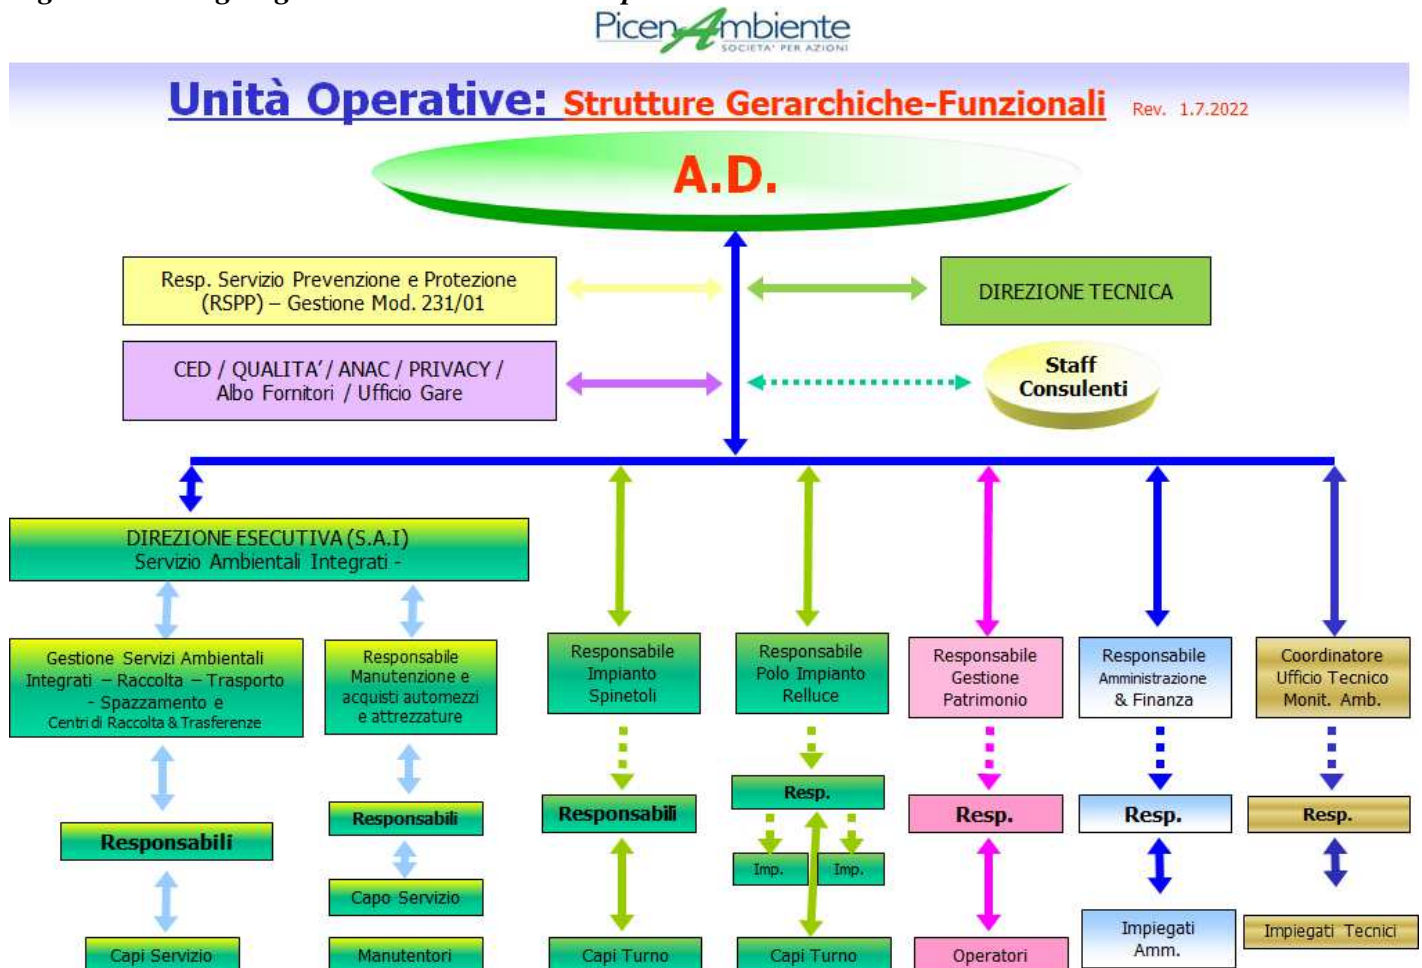 PicenAmbiente
SOCIETA' PER AZIONI
Unità Operative: Strutture Gerarchiche-Funzionali Rev. 1.7.2022
A.D.
Resp. Servizio Prevenzione e Protezione
(RSPP) – Gestione Mod. 231/01
DIREZIONE TECNICA
CED / QUALITA’ / ANAC / PRIVACY /
Albo Fornitori / Ufficio Gare
Staff
Consulenti
DIREZIONE ESECUTIVA (S.A.I)
Servizio Ambientali Integrati -
Gestione Servizi Ambientali
Integrati – Raccolta – Trasporto
- Spazzamento e
Centri di Raccolta & Trasferenze
Responsabile
Manutenzione e
acquisti automezzi
e attrezzature
Responsabile
Impianto
Spinetoli
Responsabile
Polo Impianto
Relluce
Responsabile
Gestione
Patrimonio
Responsabile
Amministrazione
& Finanza
Coordinatore
Ufficio Tecnico
Monit. Amb.
Responsabili
Responsabili
Responsabili
Resp.
Resp.
Resp.
Resp.
Imp.
Imp.
Capo Servizio
Capi Servizio
Manutentori
Capi Turno
Capi Turno
Operatori
Impiegati
Amm.
Impiegati Tecnici